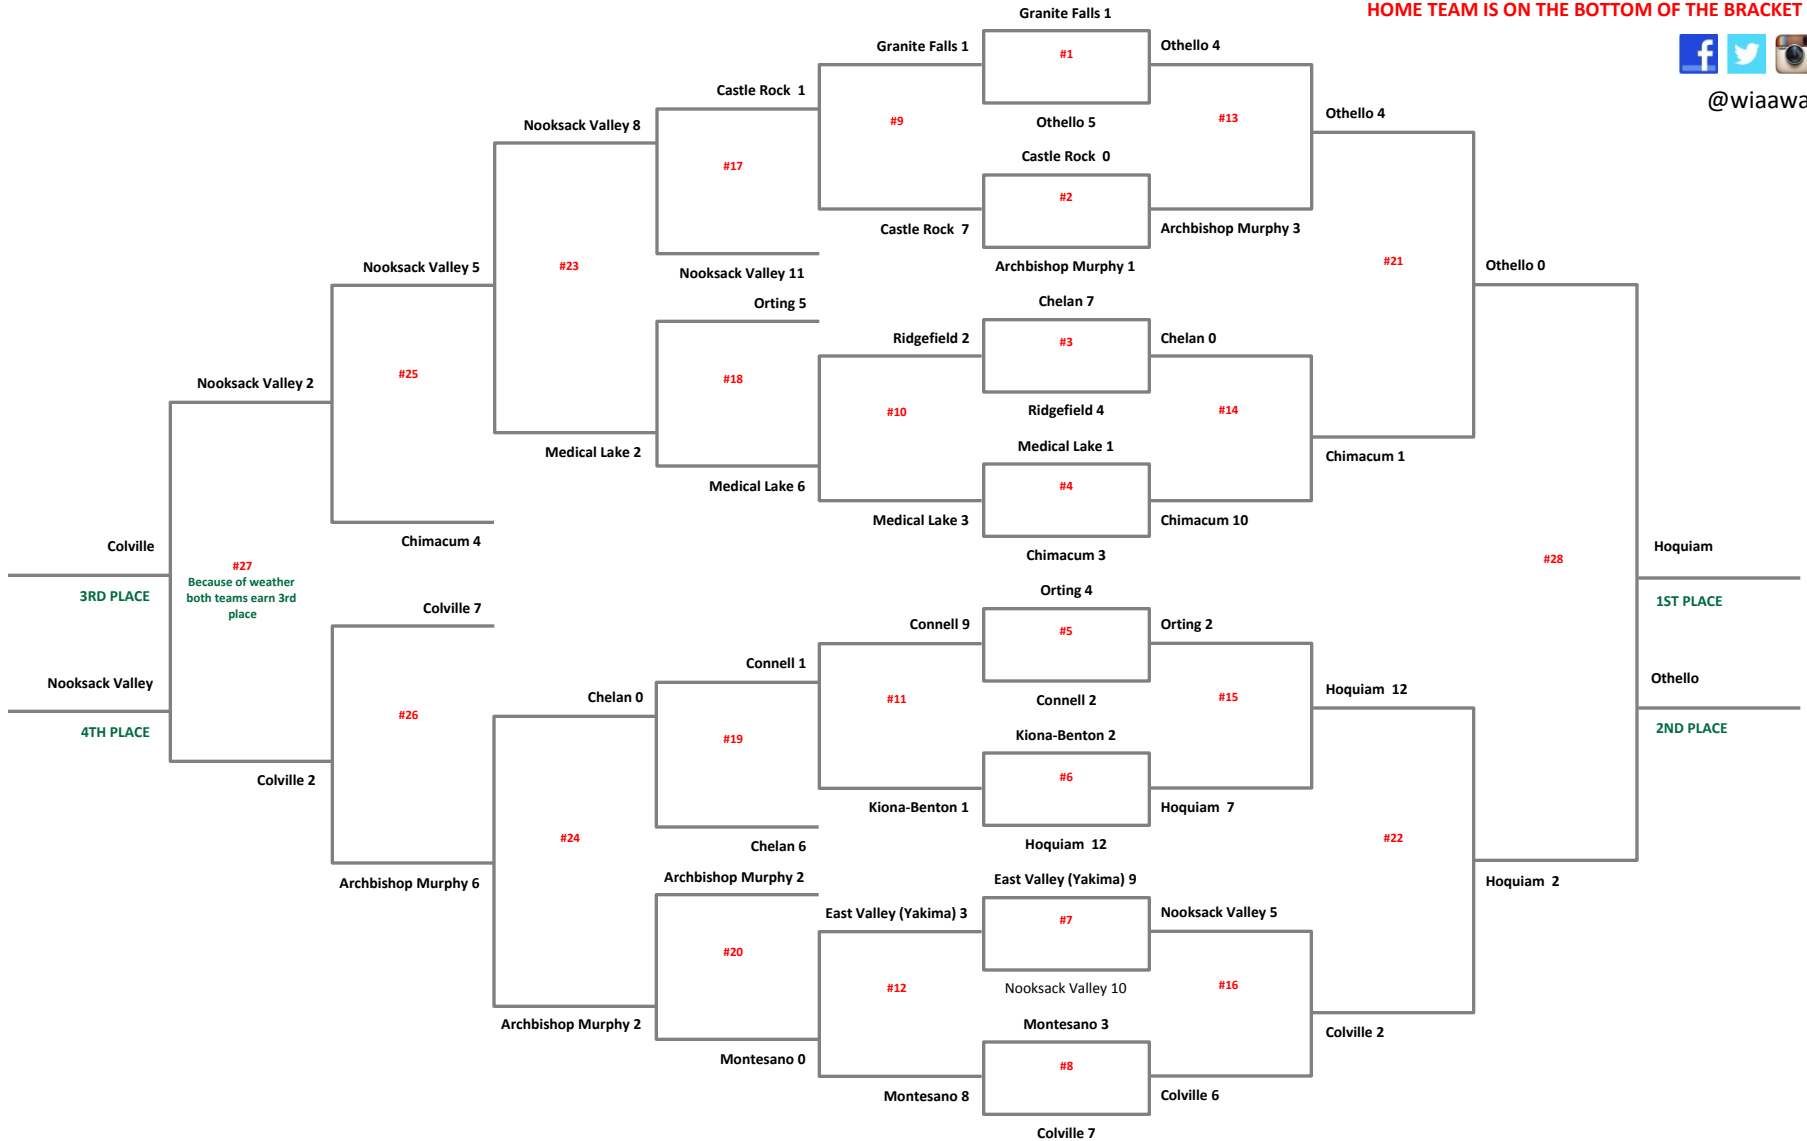 Granite Falls 1
HOME TEAM IS ON THE BOTTOM OF THE BRACKET
Granite Falls 1
#1
Othello 4
Castle Rock 1
@wiaawa
Nooksack Valley 8
#9
Othello 5
#13
Othello 4
#17
Castle Rock 0
#2
Castle Rock 7
Archbishop Murphy 3
Nooksack Valley 5
#23
Nooksack Valley 11
Archbishop Murphy 1
#21
Othello 0
Orting 5
Chelan 7
Ridgefield 2
#3
Chelan 0
Nooksack Valley 2
#25
#18
#10
Ridgefield 4
#14
Medical Lake 2
Medical Lake 1
Chimacum 1
Medical Lake 6
#4
Medical Lake 3
Chimacum 10
Colville
Chimacum 4
Chimacum 3
Hoquiam
#27
Because of weather
both teams earn 3rd
place
#28
3RD PLACE
1ST PLACE
Colville 7
Orting 4
Connell 9
#5
Orting 2
Connell 1
Nooksack Valley
Chelan 0
#11
Connell 2
#15
Hoquiam 12
Othello
4TH PLACE
#26
#19
Kiona-Benton 2
2ND PLACE
Colville 2
#6
Kiona-Benton 1
Hoquiam 7
#24
Chelan 6
Hoquiam 12
#22
Archbishop Murphy 6
Archbishop Murphy 2
East Valley (Yakima) 9
Hoquiam 2
East Valley (Yakima) 3
#7
Nooksack Valley 5
#20
#12
Nooksack Valley 10
#16
Archbishop Murphy 2
Montesano 3
Colville 2
Montesano 0
#8
Montesano 8
Colville 6
Colville 7